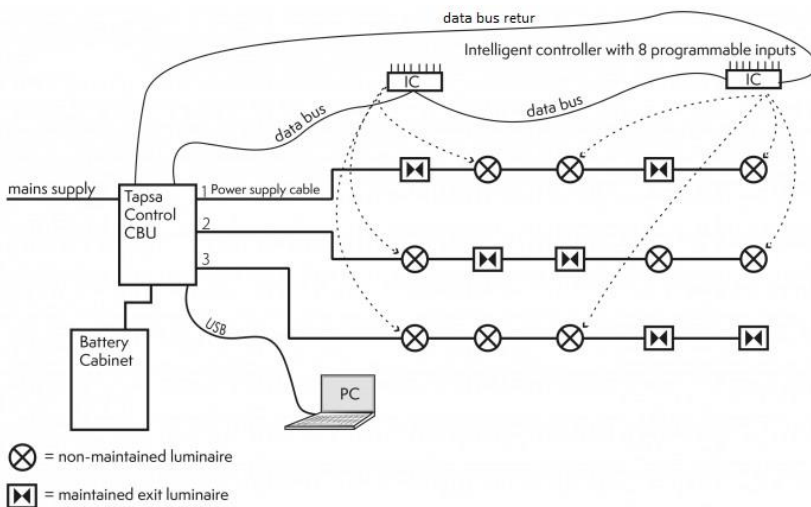 data bus retur
Intelligent controller with 8 programmable inputs
IC
IC
data bus
data bus
mains supply
Tapsa
Control
CBU
1 Power supply cable
2
3
USB
Battery
Cabinet
PC
= non-maintained luminaire
= maintained exit luminaire